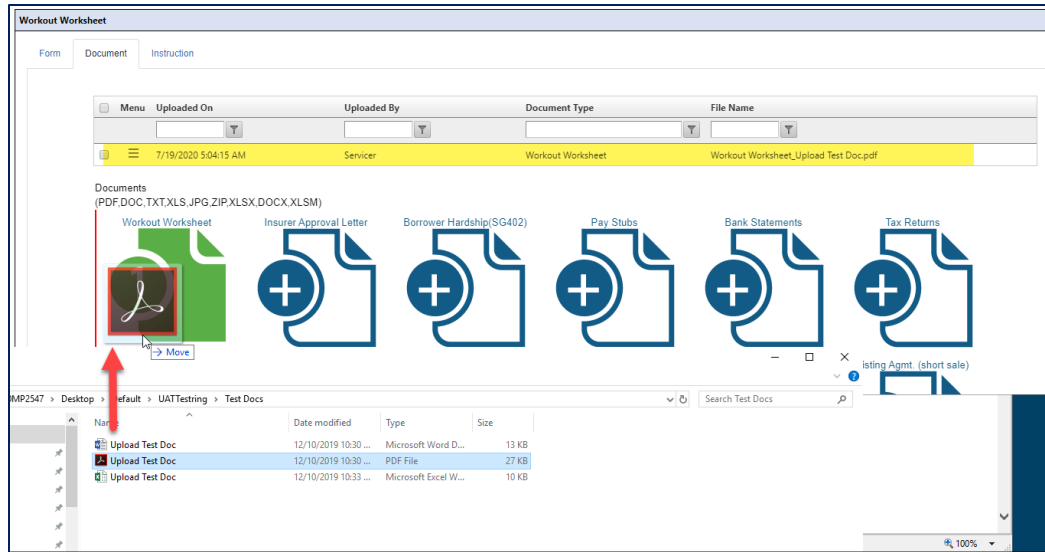 Workout Worksheet
Form Document Instruction
Menu Uploaded On Uploaded By Document Type File Name
7/19/2020 5:04:15 AM Servicer Workout Worksheet Workout Worksheet_Upload Test Doc.pdf
Documents
(PDF,DOC,TXT,XLS,JPG,ZIP,XLSX,DOCX,XLSM)
Workout Worksheet Insurer Approval Letter Borrower Hardship(SG402) Pay Stubs Bank Statements Tax Returns
→ Move
isting Agmt. (short sale)
MP2547 > Desktop > Default > UATTestring > Test Docs Search Test Docs
Name Date modified Type Size
Upload Test Doc 12/10/2019 10:30 ... Microsoft Word D... 13 KB
Upload Test Doc 12/10/2019 10:30 ... PDF File 27 KB
Upload Test Doc 12/10/2019 10:33 ... Microsoft Excel W... 10 KB
100%